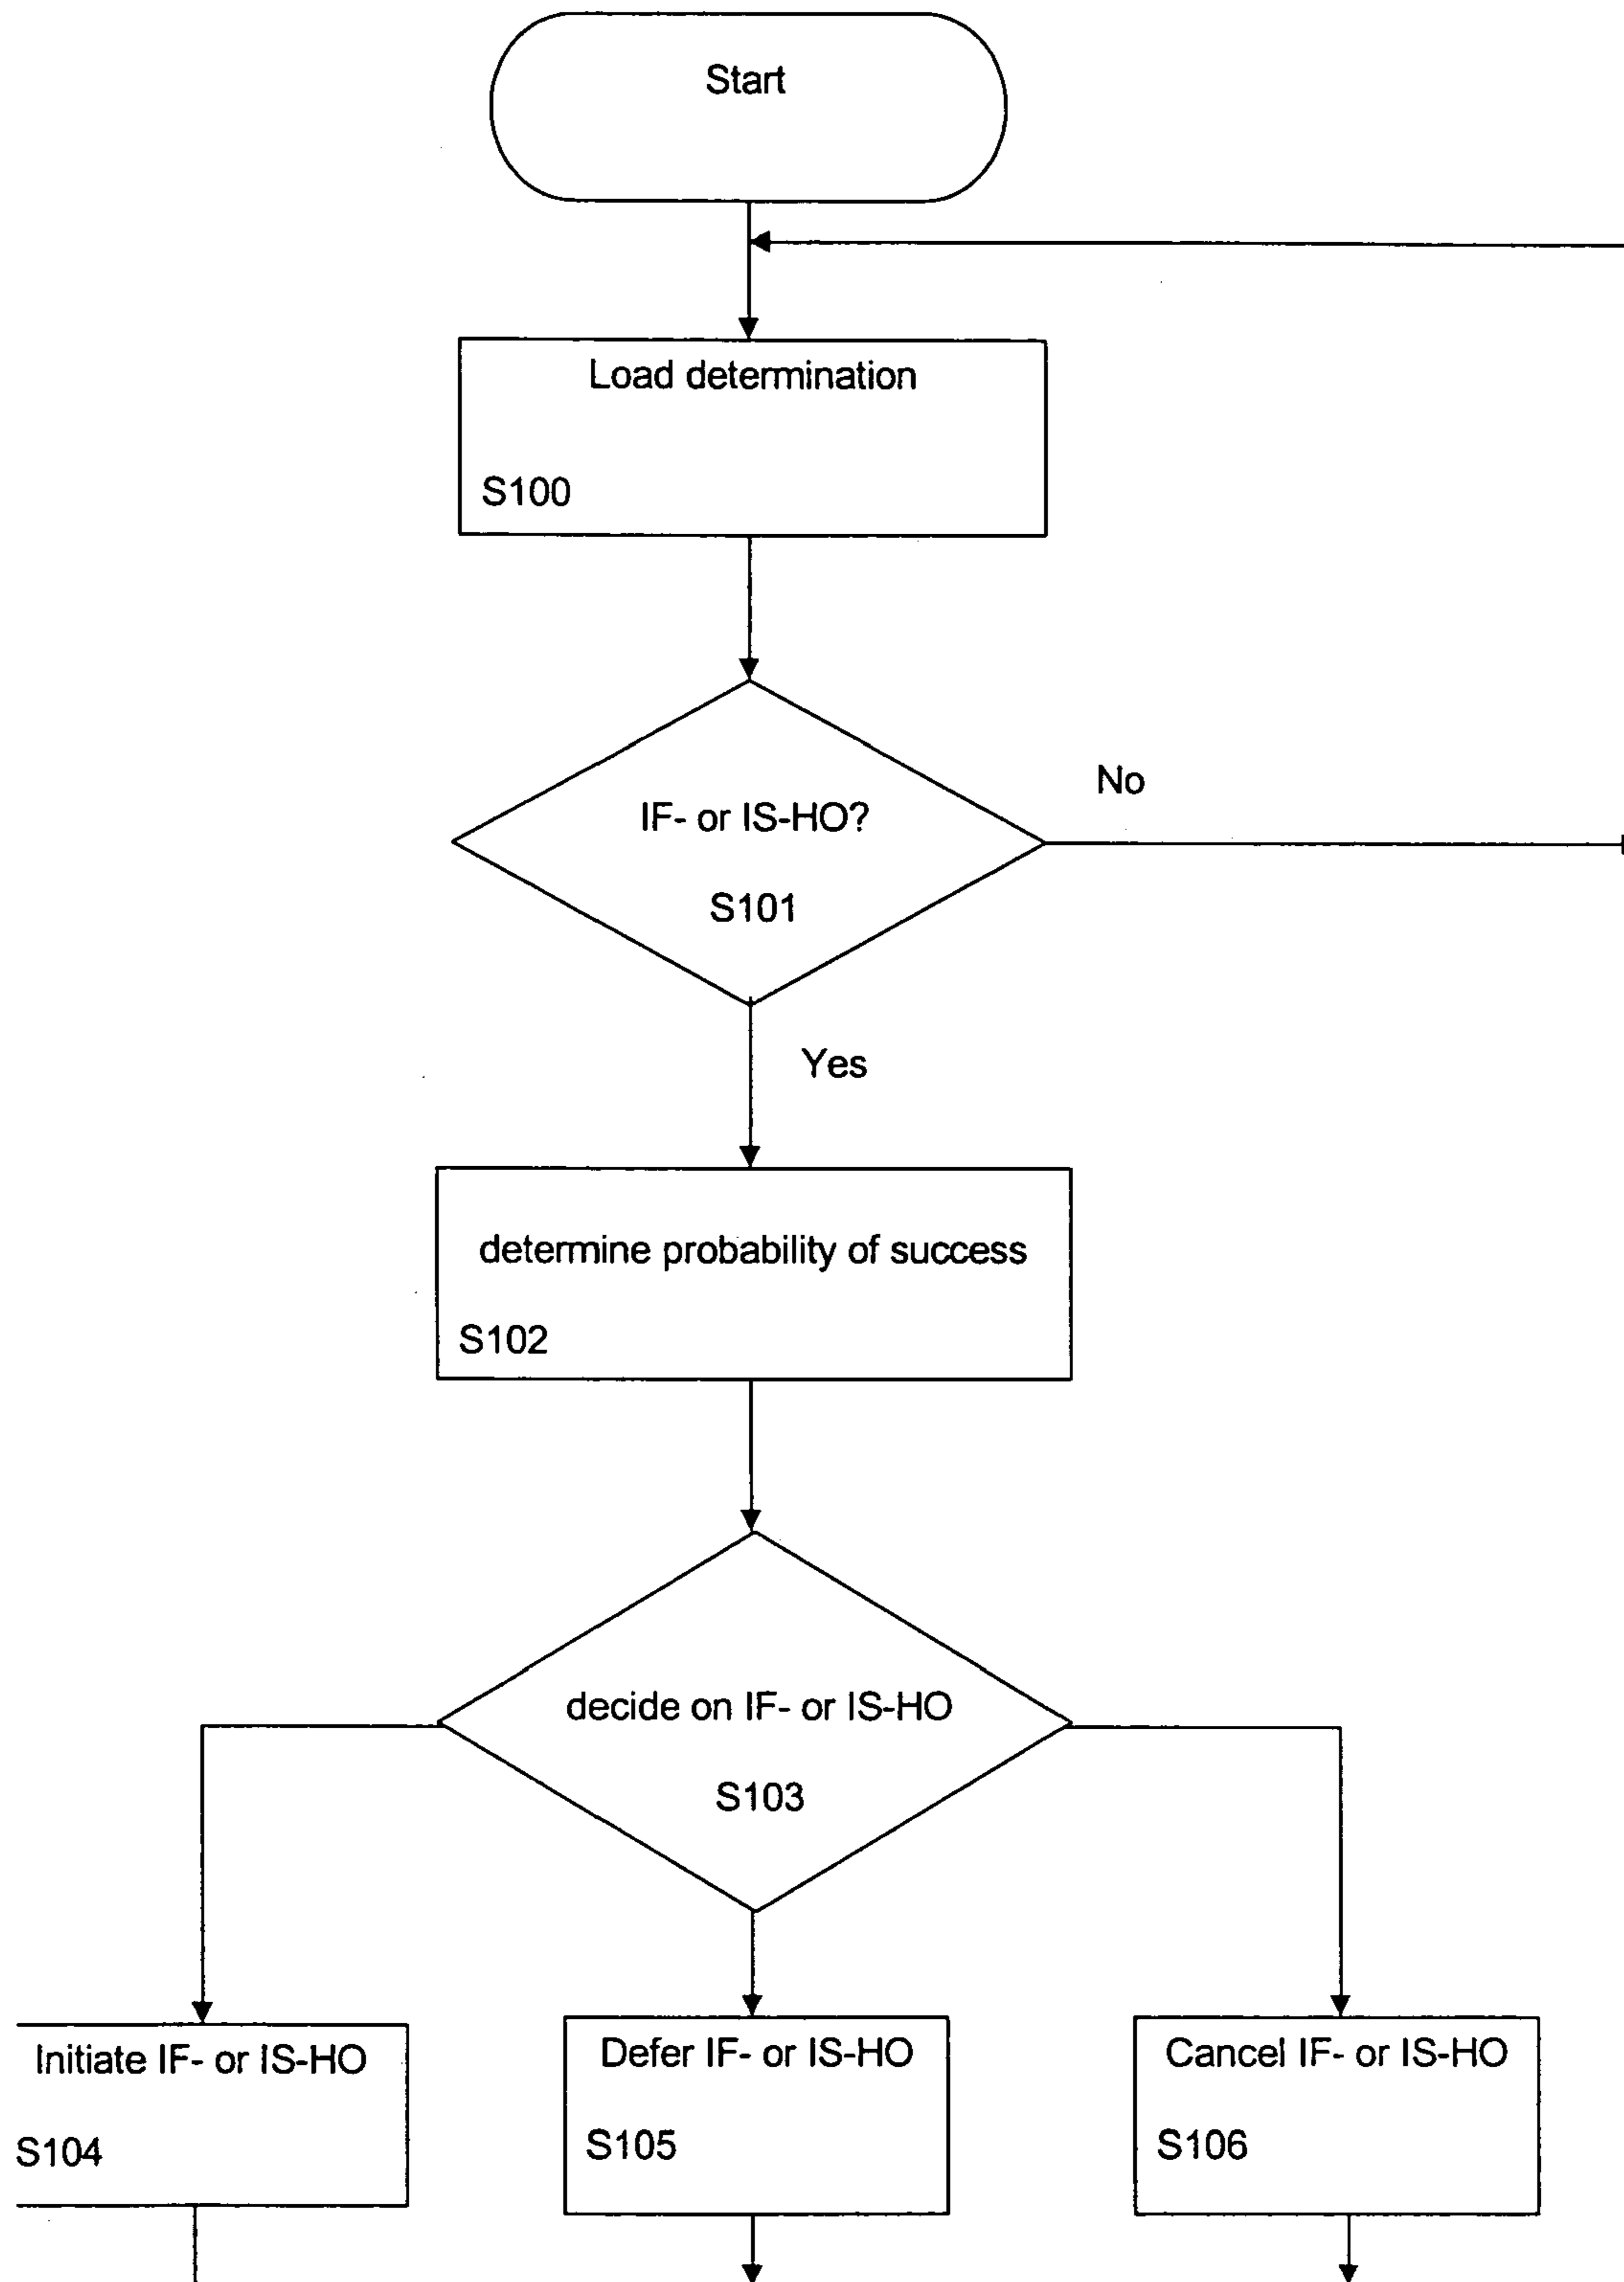 Start
Load determination
S100
IF- or IS-HO?
S101
No
Yes
determine probability of success
S102
decide on IF- or IS-HO
S103
Initiate IF- or IS-HO
S104
Defer IF- or IS-HO
S105
Cancel IF- or IS-HO
S106